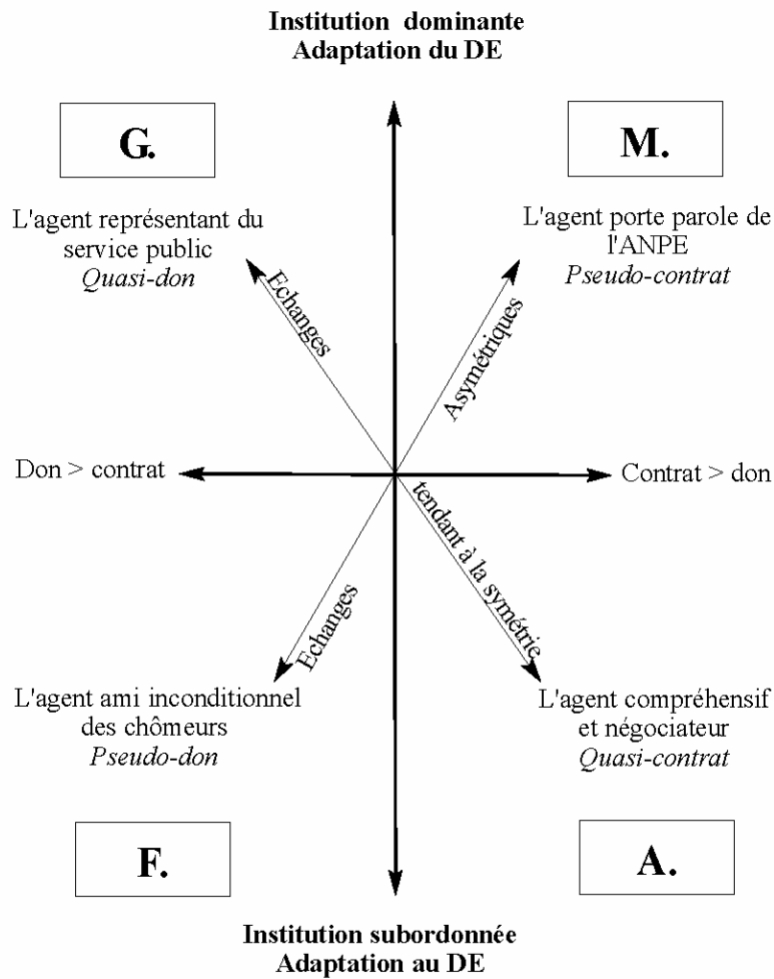 Institution dominante
Adaptation du DE
G.
M.
L'agent représentant du
service public
Quasi-don
L'agent porte parole de
l'ANPE
Pseudo-contrat
Echanges
Asymétriques
Don > contrat
Contrat > don
Echanges
tendant à la symétrie
L'agent ami inconditionnel
des chômeurs
Pseudo-don
L'agent compréhensif
et négociateur
Quasi-contrat
F.
A.
Institution subordonnée
Adaptation au DE